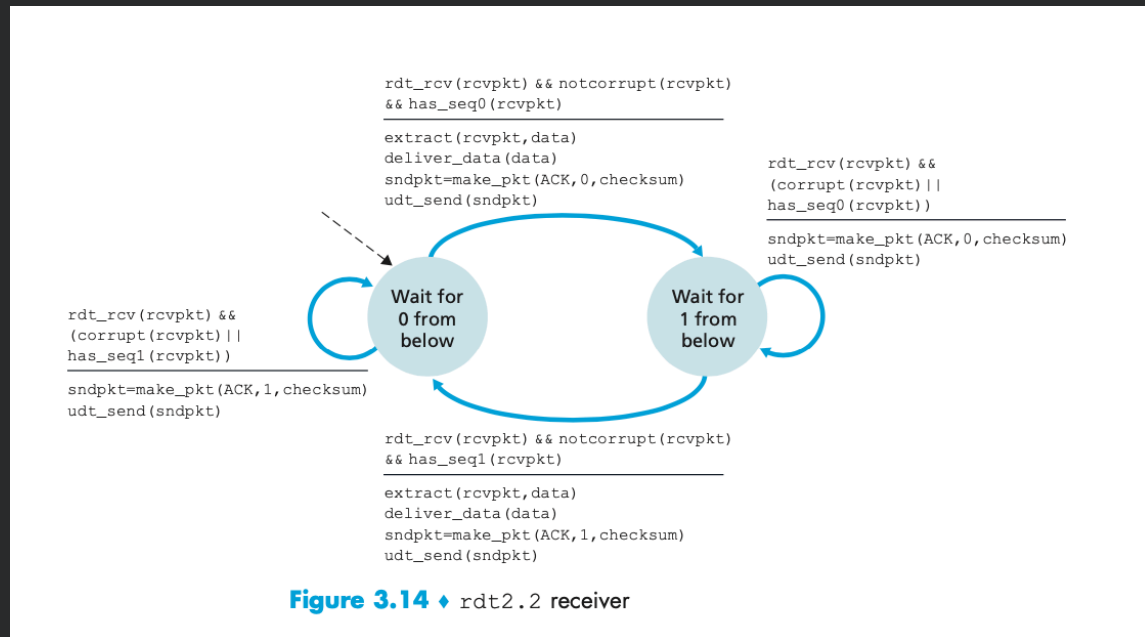 rdt_rcv(rcvpkt) && notcorrupt(rcvpkt)
&& has_seq0(rcvpkt)
extract(rcvpkt,data)
deliver_data(data)
sndpkt=make_pkt(ACK,0,checksum)
udt_send(sndpkt)
rdt_rcv(rcvpkt) &&
(corrupt(rcvpkt)||
has_seq0(rcvpkt))
sndpkt=make_pkt(ACK,0,checksum)
udt_send(sndpkt)
Wait for
0 from
below
Wait for
1 from
below
rdt_rcv(rcvpkt) &&
(corrupt(rcvpkt)||
has_seq1(rcvpkt))
sndpkt=make_pkt(ACK,1,checksum)
udt_send(sndpkt)
rdt_rcv(rcvpkt) && notcorrupt(rcvpkt)
&& has_seq1(rcvpkt)
extract(rcvpkt,data)
deliver_data(data)
sndpkt=make_pkt(ACK,1,checksum)
udt_send(sndpkt)
Figure 3.14 ♦ rdt2.2 receiver